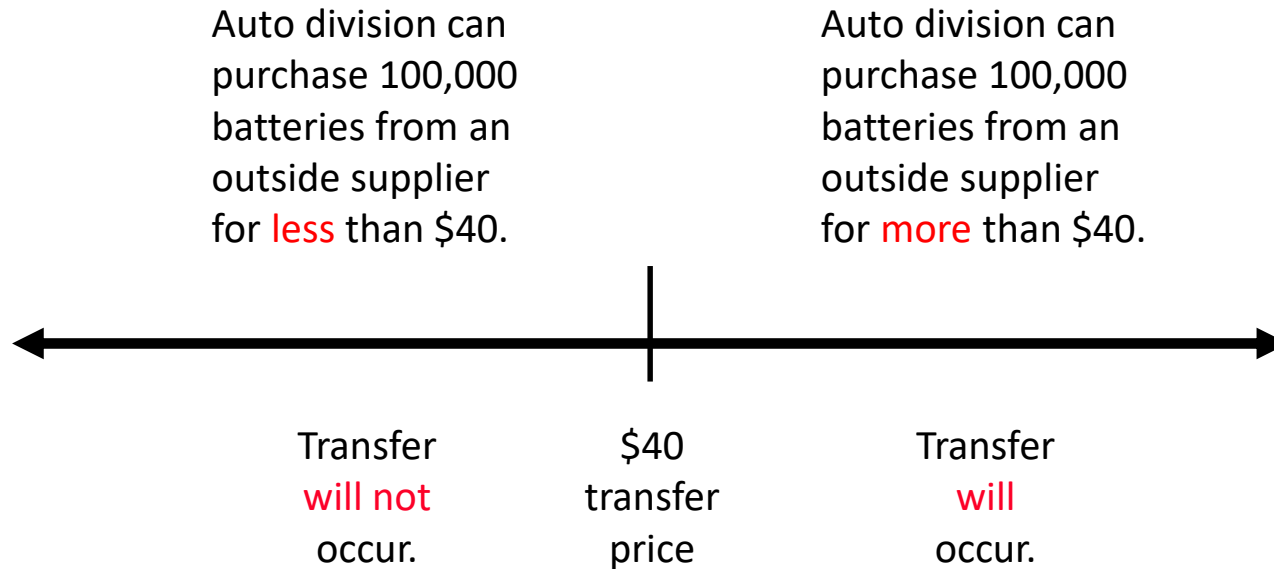 Auto division can
purchase 100,000
batteries from an
outside supplier
for less than $40.
Auto division can
purchase 100,000
batteries from an
outside supplier
for more than $40.
Transfer
will not
occur.
$40
transfer
price
Transfer
will
occur.